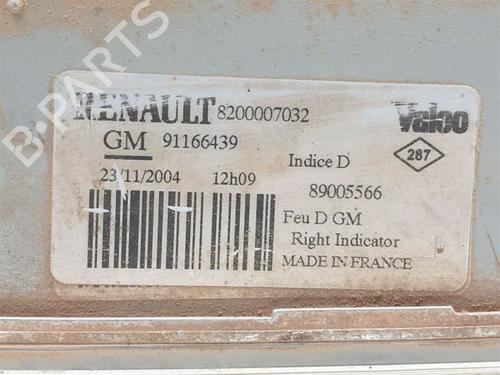 B-PARTS
RENAULT 8200007032
Valeo
GM 91166439
287
Indice D
23/11/2004 12h09
89005566
Feu D GM
Right Indicator
MADE IN FRANCE